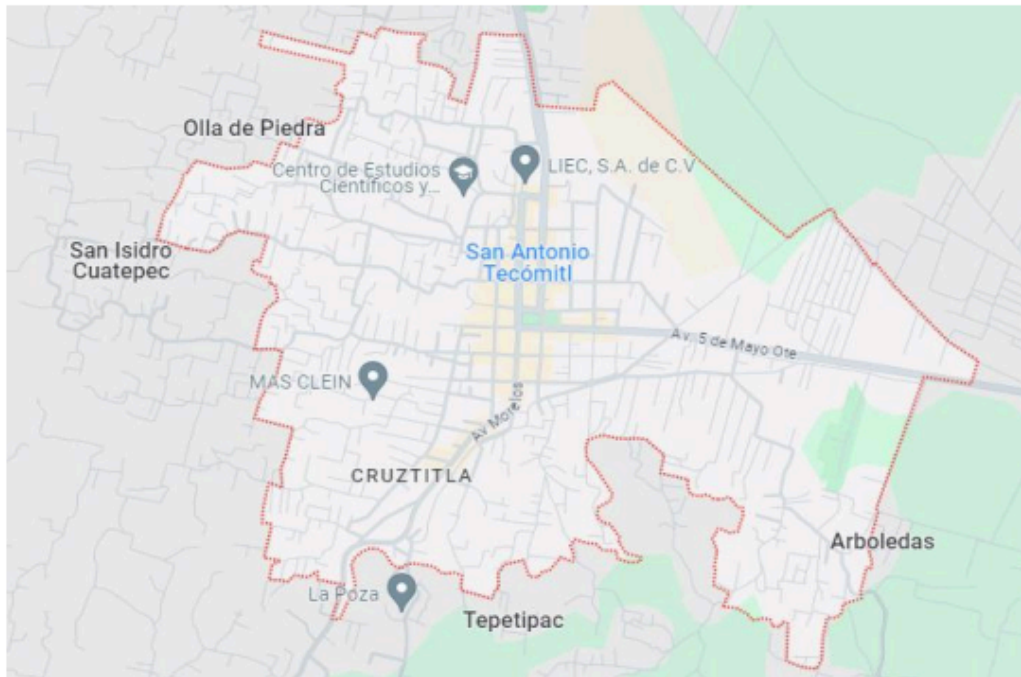 Olla de Piedra
Centro de Estudios
Científicos y...
LIEC, S.A. de C.V
San Isidro
Cuatepec
San Antonio
Tecómitl
Av. 5 de Mayo Ote
MAS CLEIN
Av Morelos
CRUZTITLA
Arboledas
La Poza
Tepetipac